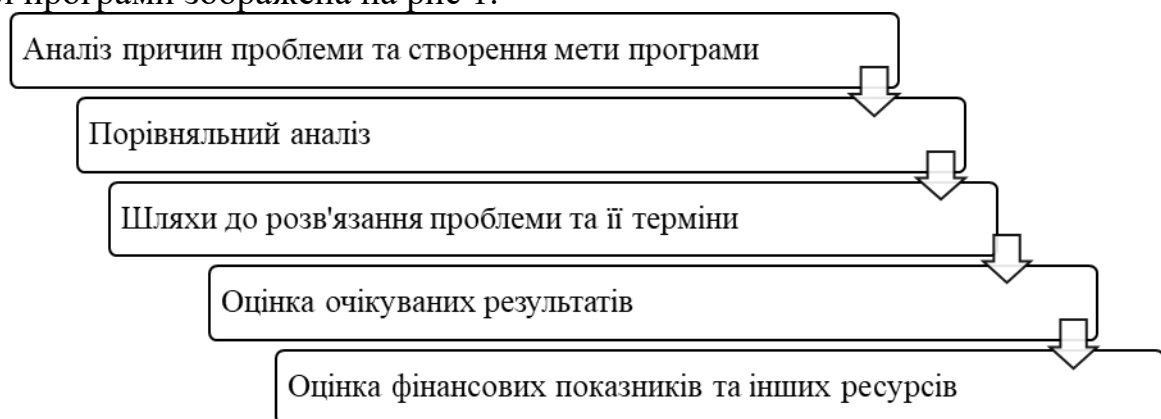 програми зображена на рис 1.
Аналіз причин проблеми та створення мети програми
Порівняльний аналіз
Шляхи до розв'язання проблеми та її терміни
Оцінка очікуваних результатів
Оцінка фінансових показників та інших ресурсів